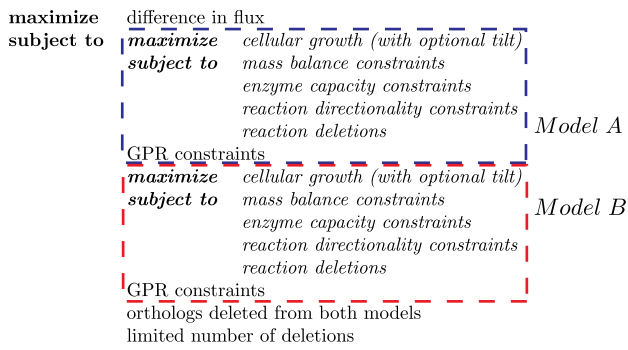 maximize difference in flux
subject to maximize cellular growth (with optional tilt)
subject to mass balance constraints
enzyme capacity constraints
reaction directionality constraints
Model A
reaction deletions
GPR constraints
maximize cellular growth (with optional tilt)
subject to mass balance constraints
Model B
enzyme capacity constraints
reaction directionality constraints
reaction deletions
GPR constraints
orthologs deleted from both models
limited number of deletions